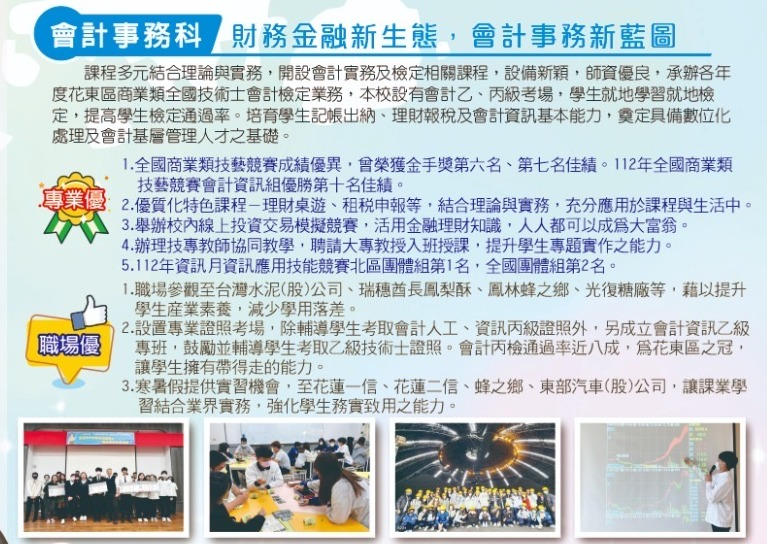 會計事務科
財務金融新生態，會計事務新藍圖
課程多元結合理論與實務，開設會計實務及檢定相關課程，設備新穎，師資優良，承辦各年
度花東區商業類全國技術士會計檢定業務，本校設有會計乙、丙級考場，學生就地學習就地檢
定，提高學生檢定通過率。培育學生記帳出納、理財報稅及會計資訊基本能力，奠定具備數位化
處理及會計基層管理人才之基礎。
專業優
1.全國商業類技藝競賽成績優異，曾榮獲金手獎第六名、第七名佳績。112年全國商業類
技藝競賽會計資訊組優勝第十名佳績。
2.優質化特色課程－理財桌遊、租稅申報等，結合理論與實務，充分應用於課程與生活中。
3.舉辦校內線上投資交易模擬競賽，活用金融理財知識，人人都可以成為大富翁。
4.辦理技專教師協同教學，聘請大專教授入班授課，提升學生專題實作之能力。
5.112年資訊月資訊應用技能競賽北區團體組第1名，全國團體組第2名。
職場優
1.職場參觀至台灣水泥(股)公司、瑞穗酋長鳳梨酥、鳳林蜂之鄉、光復糖廠等，藉以提升
學生產業素養，減少學用落差。
2.設置專業證照考場，除輔導學生考取會計人工、資訊丙級證照外，另成立會計資訊乙級
專班，鼓勵並輔導學生考取乙級技術士證照。會計丙檢通過率近八成，為花東區之冠，
讓學生擁有帶得走的能力。
3.寒暑假提供實習機會，至花蓮一信、花蓮二信、蜂之鄉、東部汽車(股)公司，讓課業學
習結合業界實務，強化學生務實致用之能力。